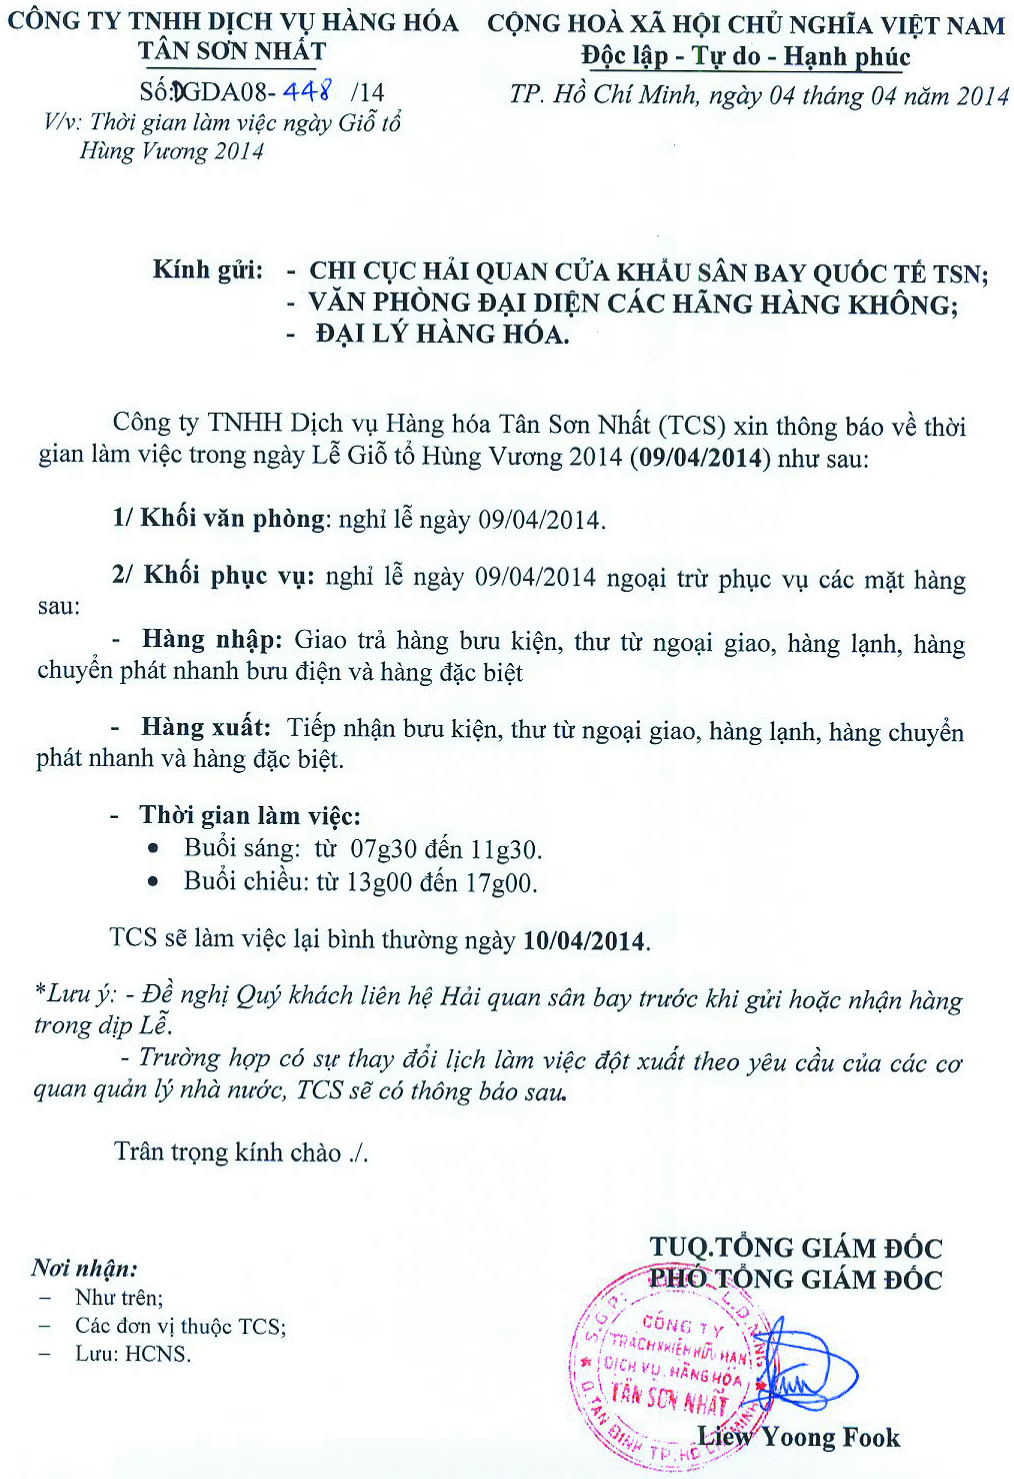 CÔNG TY TNHH DỊCH VỤ HÀNG HÓA
TÂN SƠN NHẤT
Số: DGDA08- 448 /14
V/v: Thời gian làm việc ngày Giỗ tổ
Hùng Vương 2014
CỘNG HOÀ XÃ HỘI CHỦ NGHĨA VIỆT NAM
Độc lập - Tự do - Hạnh phúc
TP. Hồ Chí Minh, ngày 04 tháng 04 năm 2014
Kính gửi: - CHI CỤC HẢI QUAN CỬA KHẨU SÂN BAY QUỐC TẾ TSN;
- VĂN PHÒNG ĐẠI DIỆN CÁC HÃNG HÀNG KHÔNG;
- ĐẠI LÝ HÀNG HÓA.
Công ty TNHH Dịch vụ Hàng hóa Tân Sơn Nhất (TCS) xin thông báo về thời
gian làm việc trong ngày Lễ Giỗ tổ Hùng Vương 2014 (09/04/2014) như sau:
1/ Khối văn phòng: nghỉ lễ ngày 09/04/2014.
2/ Khối phục vụ: nghỉ lễ ngày 09/04/2014 ngoại trừ phục vụ các mặt hàng
sau:
- Hàng nhập: Giao trả hàng bưu kiện, thư từ ngoại giao, hàng lạnh, hàng
chuyển phát nhanh bưu điện và hàng đặc biệt
- Hàng xuất: Tiếp nhận bưu kiện, thư từ ngoại giao, hàng lạnh, hàng chuyển
phát nhanh và hàng đặc biệt.
- Thời gian làm việc:
• Buổi sáng: từ 07g30 đến 11g30.
• Buổi chiều: từ 13g00 đến 17g00.
TCS sẽ làm việc lại bình thường ngày 10/04/2014.
*Lưu ý: - Đề nghị Quý khách liên hệ Hải quan sân bay trước khi gửi hoặc nhận hàng
trong dịp Lễ.
- Trường hợp có sự thay đổi lịch làm việc đột xuất theo yêu cầu của các cơ
quan quản lý nhà nước, TCS sẽ có thông báo sau.
Trân trọng kính chào ./.
Nơi nhận:
– Như trên;
– Các đơn vị thuộc TCS;
– Lưu: HCNS.
TUQ.TỔNG GIÁM ĐỐC
PHÓ TỔNG GIÁM ĐỐC
CÔNG TY
TRÁCH NHIỆM HỮU HẠN
DỊCH VỤ HÀNG HÓA
TÂN SƠN NHẤT
Q.TÂN BÌNH TP.HỒ CHÍ MINH
Liew Yoong Fook